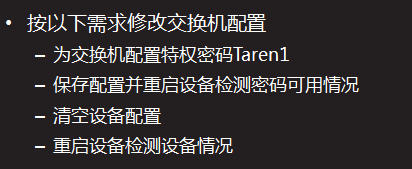 • 按以下需求修改交换机配置
– 为交换机配置特权密码Taren1
– 保存配置并重启设备检测密码可用情况
– 清空设备配置
– 重启设备检测设备情况